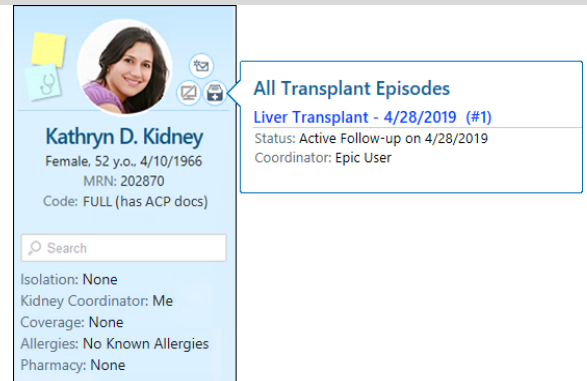 Kathryn D. Kidney
Female, 52 y.o., 4/10/1966
MRN: 202870
Code: FULL (has ACP docs)
Search
Isolation: None
Kidney Coordinator: Me
Coverage: None
Allergies: No Known Allergies
Pharmacy: None
All Transplant Episodes
Liver Transplant - 4/28/2019 (#1)
Status: Active Follow-up on 4/28/2019
Coordinator: Epic User